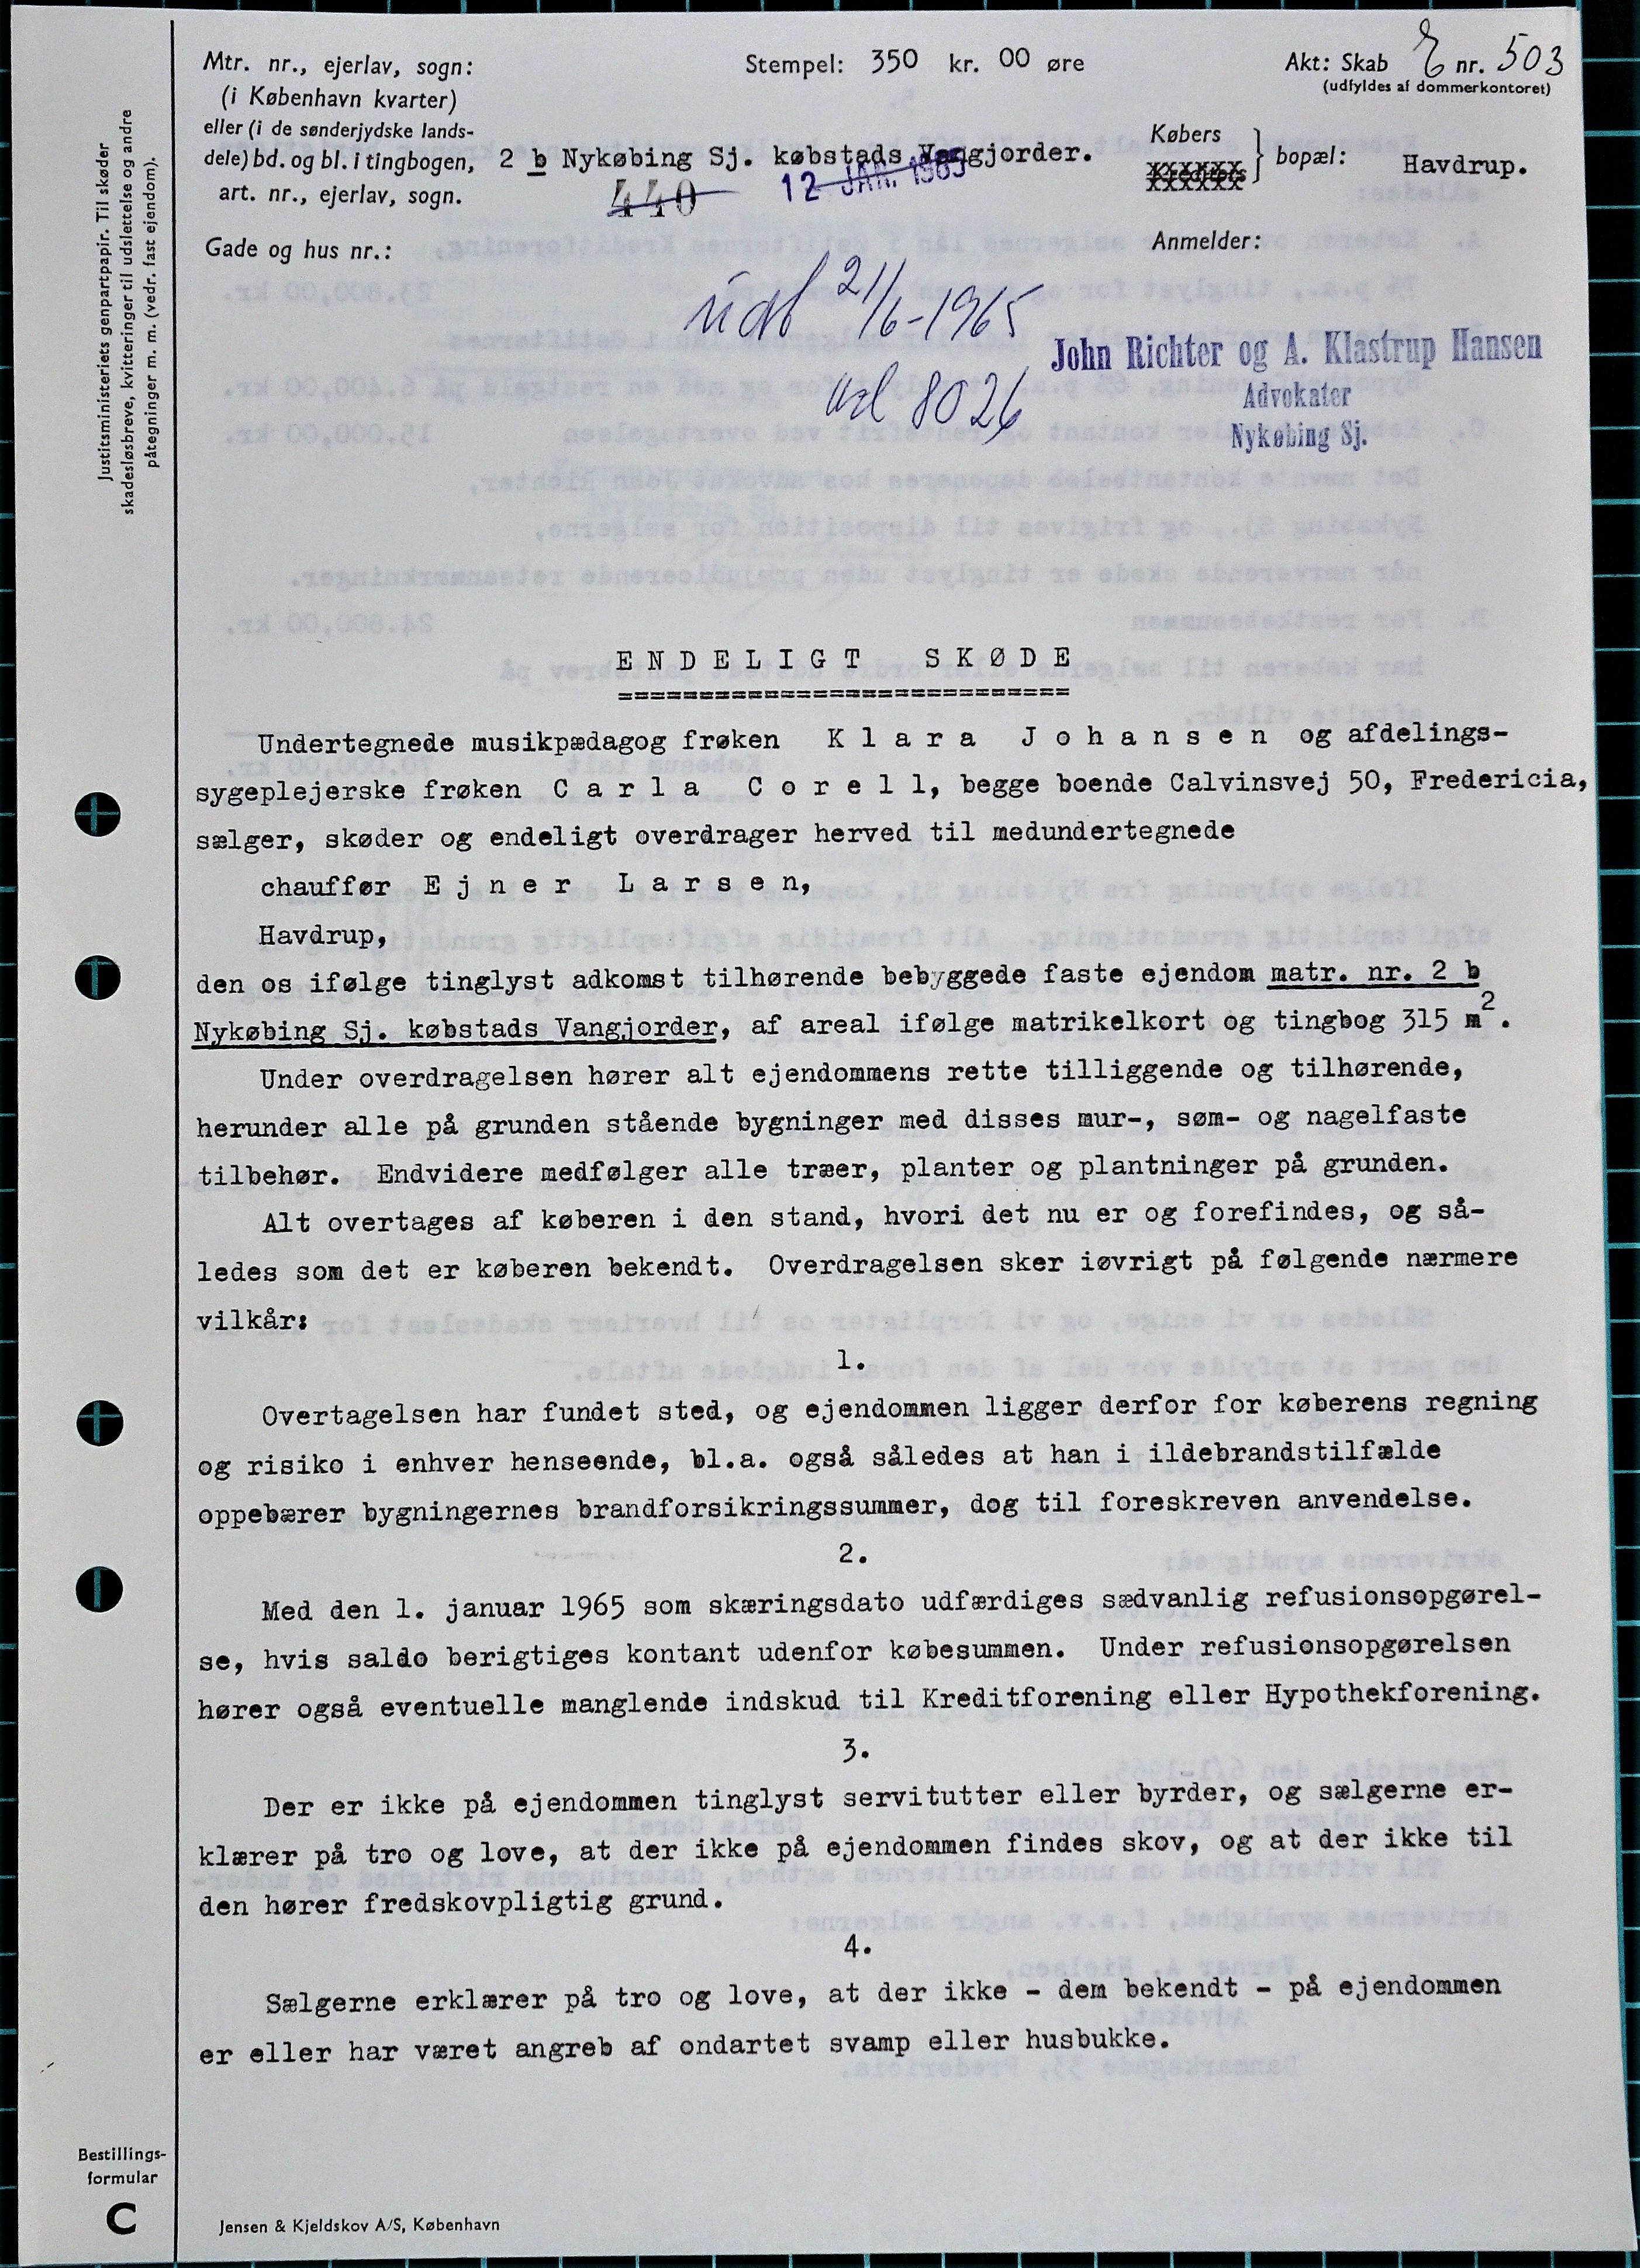 Mtr. nr., ejerlav, sogn:
(i København kvarter)
eller (i de sønderjydske lands-
dele) bd. og bl. i tingbogen,
art. nr., ejerlav, sogn.
2 b Nykøbing Sj. købstads Vangjorder.
440
12 JAN. 1965
Gade og hus nr.:
Stempel: 350 kr. 00 øre
Akt: Skab E nr. 503
(udfyldes af dommerkontoret)
Købers
Kreditors
bopæl: Havdrup.
Anmelder:
21/6-1965
8026
John Richter og A. Klastrup Hansen
Advokater
Nykøbing Sj.
Justitsministeriets genpartpapir. Til skøder
skadesløsbreve, kvitteringer til udslettelse og andre
påtegninger m. m. (vedr. fast ejendom).
ENDELIGT SKØDE
============================
Undertegnede musikpædagog frøken Klara Johansen og afdelings-
sygeplejerske frøken Carla Corell, begge boende Calvinsvej 50, Fredericia,
sælger, skøder og endeligt overdrager herved til medundertegnede
chauffør Ejner Larsen,
Havdrup,
den os ifølge tinglyst adkomst tilhørende bebyggede faste ejendom matr. nr. 2 b
Nykøbing Sj. købstads Vangjorder, af areal ifølge matrikelkort og tingbog 315 m².
Under overdragelsen hører alt ejendommens rette tilliggende og tilhørende,
herunder alle på grunden stående bygninger med disses mur-, søm- og nagelfaste
tilbehør. Endvidere medfølger alle træer, planter og plantninger på grunden.
Alt overtages af køberen i den stand, hvori det nu er og forefindes, og så-
ledes som det er køberen bekendt. Overdragelsen sker iøvrigt på følgende nærmere
vilkår:
1.
Overtagelsen har fundet sted, og ejendommen ligger derfor for køberens regning
og risiko i enhver henseende, bl.a. også således at han i ildebrandstilfælde
oppebærer bygningernes brandforsikringssummer, dog til foreskreven anvendelse.
2.
Med den 1. januar 1965 som skæringsdato udfærdiges sædvanlig refusionsopgørel-
se, hvis saldo berigtiges kontant udenfor købesummen. Under refusionsopgørelsen
hører også eventuelle manglende indskud til Kreditforening eller Hypothekforening.
3.
Der er ikke på ejendommen tinglyst servitutter eller byrder, og sælgerne er-
klærer på tro og love, at der ikke på ejendommen findes skov, og at der ikke til
den hører fredskovpligtig grund.
4.
Sælgerne erklærer på tro og love, at der ikke - dem bekendt - på ejendommen
er eller har været angreb af ondartet svamp eller husbukke.
Bestillings-
formular
C
Jensen & Kjeldskov A/S, København